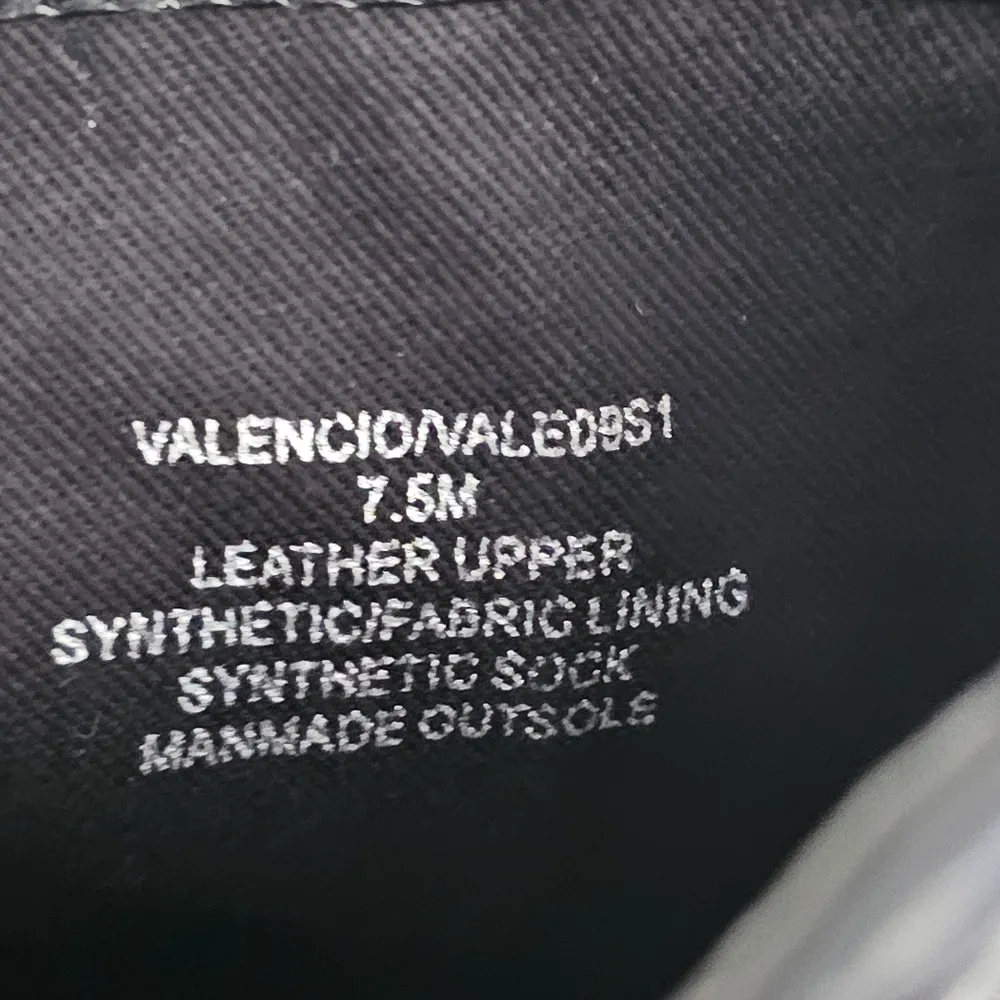 VALENCIO/VALE09S1
7.5M
LEATHER UPPER
SYNTHETIC/FABRIC LINING
SYNTHETIC SOCK
MANMADE OUTSOLE